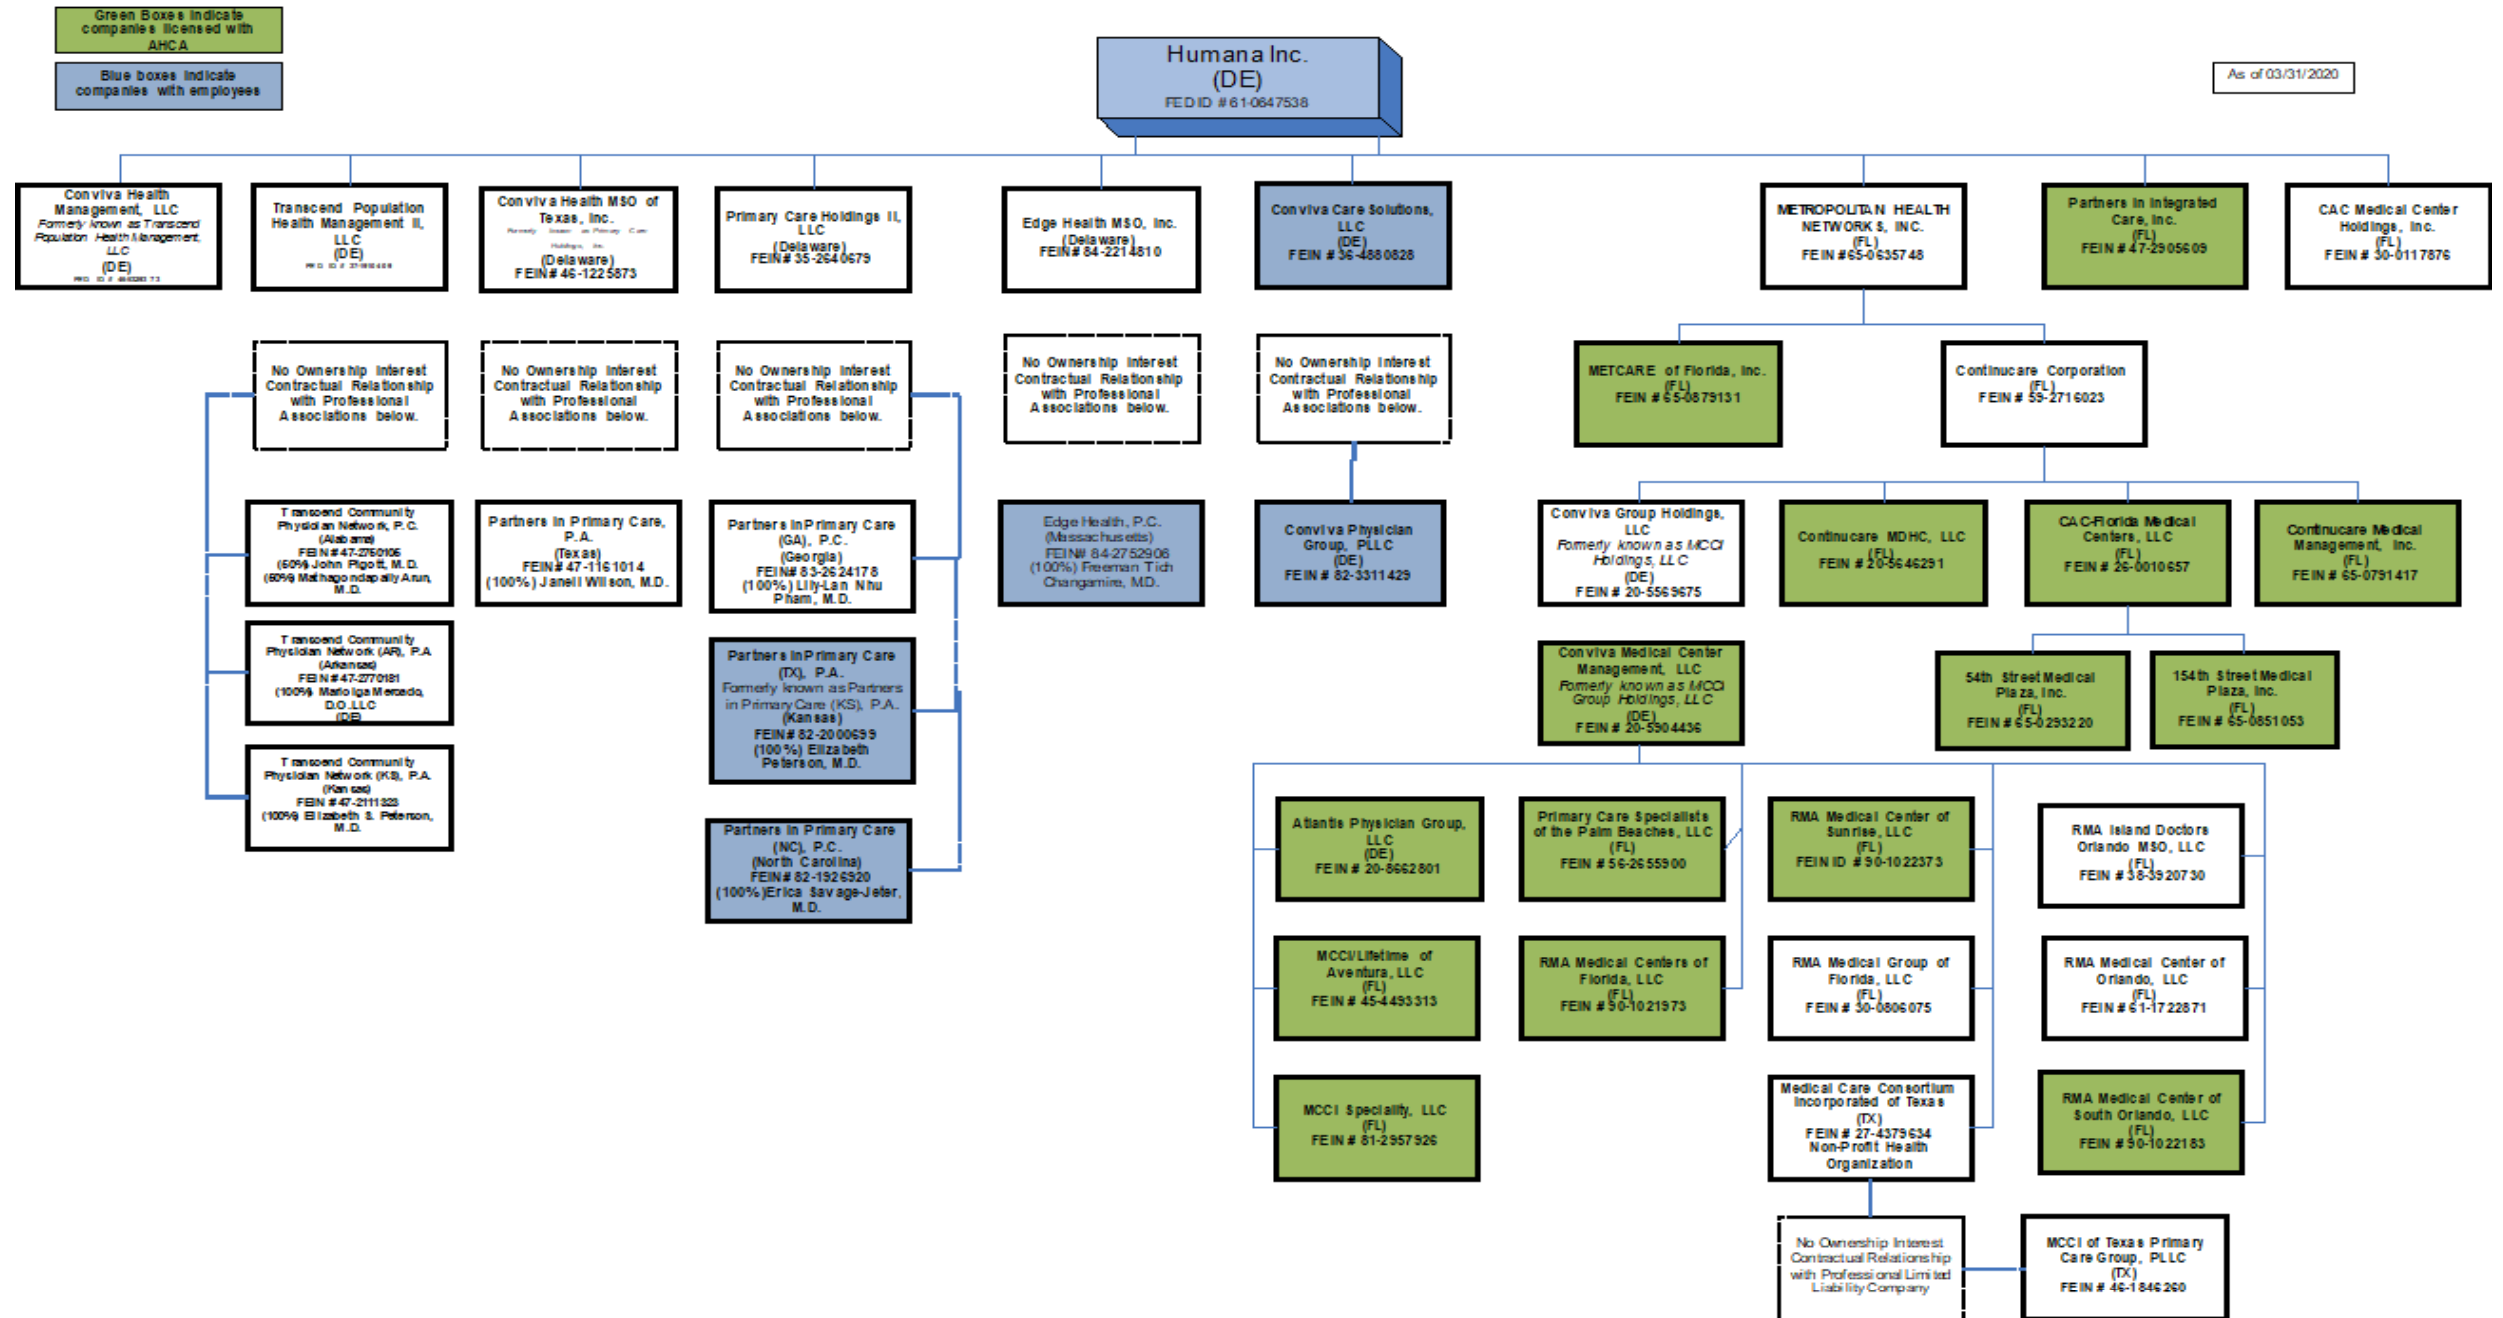 Green Boxes Indicate
companies licensed with
AHCA
Blue boxes Indicate
companies with employees
Humana Inc.
(DE)
FED ID # 61-0647538
As of 03/31/2020
Conviva Health
Management, LLC
Formerly known as Transcend
Population Health Management,
LLC
(DE)
FED ID #
Transcend Population
Health Management II,
LLC
(DE)
FED ID #
Conviva Health MSO of
Texas, Inc.
Formerly known as Primary Care
Holdings, Inc.
(Delaware)
FEIN# 46-1225873
Primary Care Holdings II,
LLC
(Delaware)
FEIN# 35-2640679
Edge Health MSO, Inc.
(Delaware)
FEIN# 84-2214810
Conviva Care Solutions,
LLC
(DE)
FEIN# 36-4880828
METROPOLITAN HEALTH
NETWORKS, INC.
(FL)
FEIN #65-0635748
Partners in Integrated
Care, Inc.
(FL)
FEIN # 47-2905609
CAC Medical Center
Holdings, Inc.
(FL)
FEIN # 30-0117876
No Ownership Interest
Contractual Relationship
with Professional
Associations below.
No Ownership Interest
Contractual Relationship
with Professional
Associations below.
No Ownership Interest
Contractual Relationship
with Professional
Associations below.
No Ownership Interest
Contractual Relationship
with Professional
Associations below.
No Ownership Interest
Contractual Relationship
with Professional
Associations below.
METCARE of Florida, Inc.
(FL)
FEIN # 65-0879131
Continucare Corporation
(FL)
FEIN # 59-2716023
Transcend Community
Physician Network, P.C.
(Alabama)
FEIN # 47-2750106
(50%) John Pigott, M.D.
(50%) Mathagondapally Arun,
M.D.
Partners in Primary Care,
P.A.
(Texas)
FEIN # 47-1161014
(100%) Janell Wilson, M.D.
Partners in Primary Care
(GA), P.C.
(Georgia)
FEIN# 83-2624178
(100%) Lily-Lan Nhu
Pham, M.D.
Edge Health, P.C.
(Massachusetts)
FEIN# 84-2752906
(100%) Freeman Tich
Changamire, M.D.
Conviva Physician
Group, PLLC
(DE)
FEIN # 82-3311429
Conviva Group Holdings,
LLC
Formerly known as MCCI
Holdings, LLC
(DE)
FEIN # 20-5569675
Continucare MDHC, LLC
(FL)
FEIN # 20-5646291
CAC-Florida Medical
Centers, LLC
(FL)
FEIN # 26-0010657
Continucare Medical
Management, Inc.
(FL)
FEIN # 65-0791417
Transcend Community
Physician Network (AR), P.A
(Arkansas)
FEIN # 47-2770181
(100%) Mario Iga Mercado,
D.O.LLC
(DE)
Partners in Primary Care
(TX), P.A.
Formerly known as Partners
in Primary Care (KS), P.A.
(Kansas)
FEIN# 82-2000699
(100%) Elizabeth
Peterson, M.D.
Conviva Medical Center
Management, LLC
Formerly known as MCCI
Group Holdings, LLC
(DE)
FEIN # 20-5904436
54th Street Medical
Plaza, Inc.
(FL)
FEIN # 65-0293220
154th Street Medical
Plaza, Inc.
(FL)
FEIN # 65-0851053
Transcend Community
Physician Network (KS), P.A.
(Kansas)
FEIN # 47-2111323
(100%) Elizabeth S. Peterson,
M.D.
Partners in Primary Care
(NC), P.C.
(North Carolina)
FEIN# 82-1926920
(100%)Erica Savage-Jeter,
M.D.
Atlantis Physician Group,
LLC
(DE)
FEIN # 20-8662801
Primary Care Specialists
of the Palm Beaches, LLC
(FL)
FEIN # 56-2655900
RMA Medical Center of
Sunrise, LLC
(FL)
FEIN ID # 90-1022373
RMA Island Doctors
Orlando MSO, LLC
(FL)
FEIN # 38-3920730
MCCI/Lifetime of
Aventura, LLC
(FL)
FEIN # 45-4493313
RMA Medical Centers of
Florida, LLC
(FL)
FEIN # 90-1021973
RMA Medical Group of
Florida, LLC
(FL)
FEIN # 30-0806075
RMA Medical Center of
Orlando, LLC
(FL)
FEIN # 61-1722871
MCCI Speciality, LLC
(FL)
FEIN # 81-2957926
Medical Care Consortium
Incorporated of Texas
(TX)
FEIN # 27-4379634
Non-Profit Health
Organization
RMA Medical Center of
South Orlando, LLC
(FL)
FEIN # 90-1022183
No Ownership Interest
Contractual Relationship
with Professional Limited
Liability Company
MCCI of Texas Primary
Care Group, PLLC
(TX)
FEIN # 46-1846260